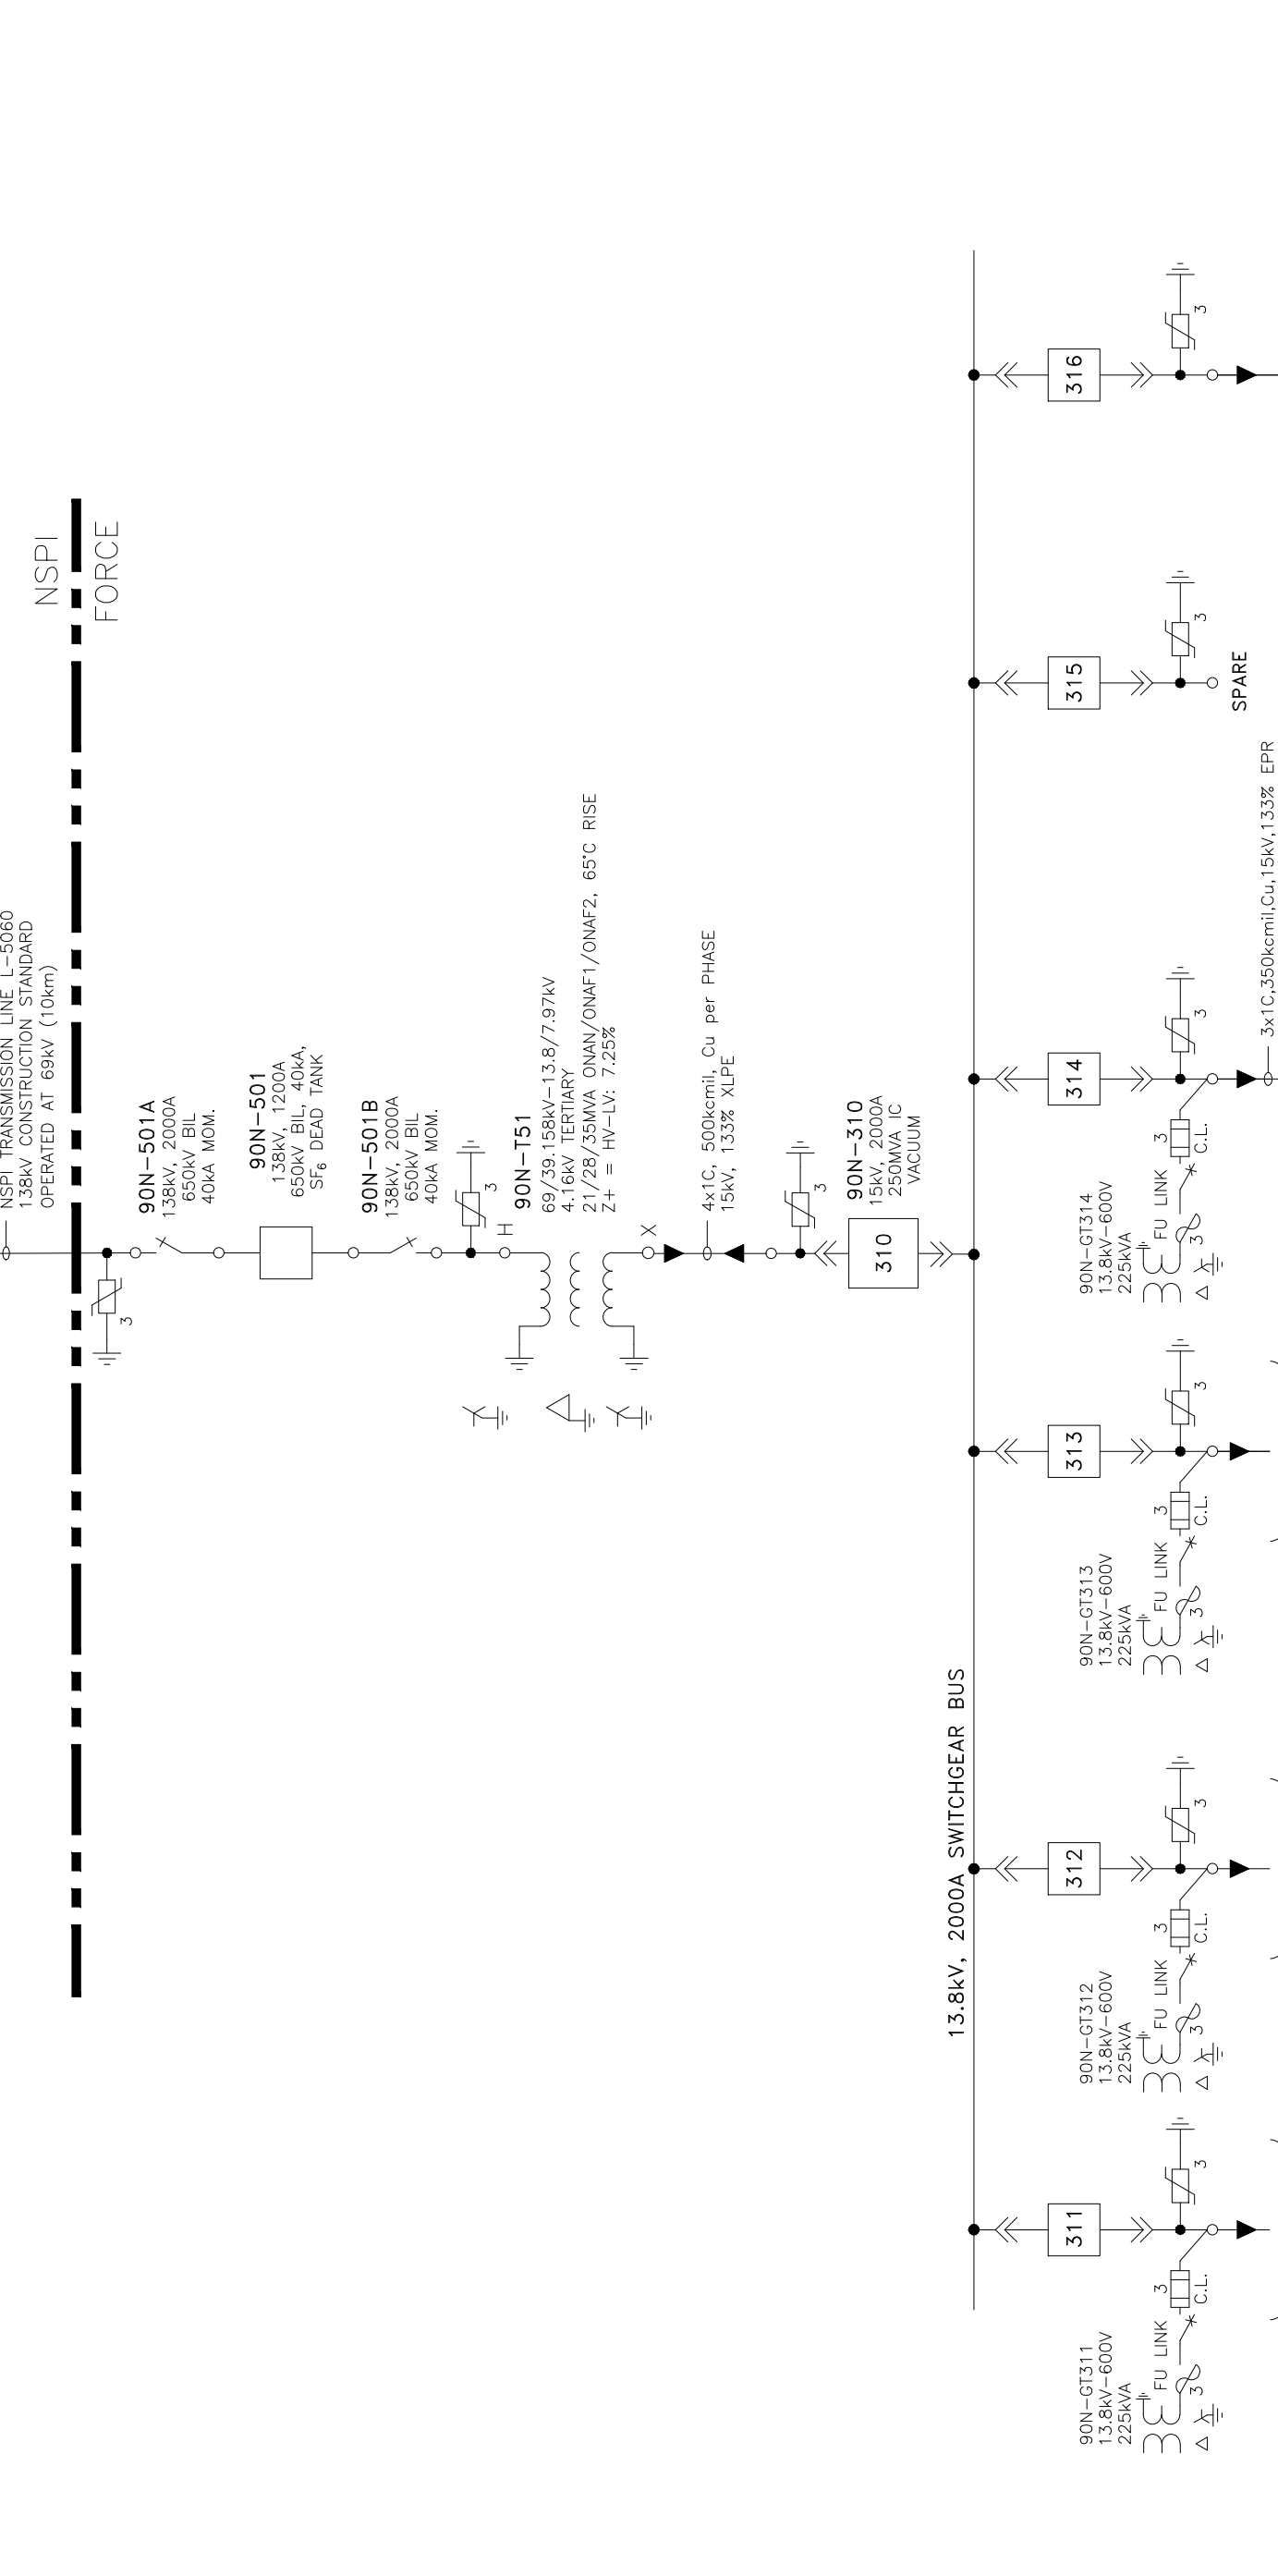 NSPI TRANSMISSION LINE L-5060
138kV CONSTRUCTION STANDARD
OPERATED AT 69kV (10km)
NSPI
FORCE
3
90N-501A
138kV, 2000A
650kV BIL
40kA MOM.
90N-501
138kV, 1200A
650kV BIL, 40kA,
SF₆ DEAD TANK
90N-501B
138kV, 2000A
650kV BIL
40kA MOM.
3
H
90N-T51
69/39.158kV-13.8/7.97kV
4.16kV TERTIARY
21/28/35MVA ONAN/ONAF1/ONAF2, 65°C RISE
Z+ = HV-LV: 7.25%
X
4x1C, 500kcmil, Cu per PHASE
15kV, 133% XLPE
3
90N-310
15kV, 2000A
250MVA IC
VACUUM
310
13.8kV, 2000A SWITCHGEAR BUS
311
3
3
C.L.
90N-GT311
13.8kV-600V
225kVA
FU LINK
3
312
3
3
C.L.
90N-GT312
13.8kV-600V
225kVA
FU LINK
3
313
3
3
C.L.
90N-GT313
13.8kV-600V
225kVA
FU LINK
3
314
3
3
C.L.
90N-GT314
13.8kV-600V
225kVA
FU LINK
3
3x1C,350kcmil,Cu,15kV,133% EPR
315
3
SPARE
316
3